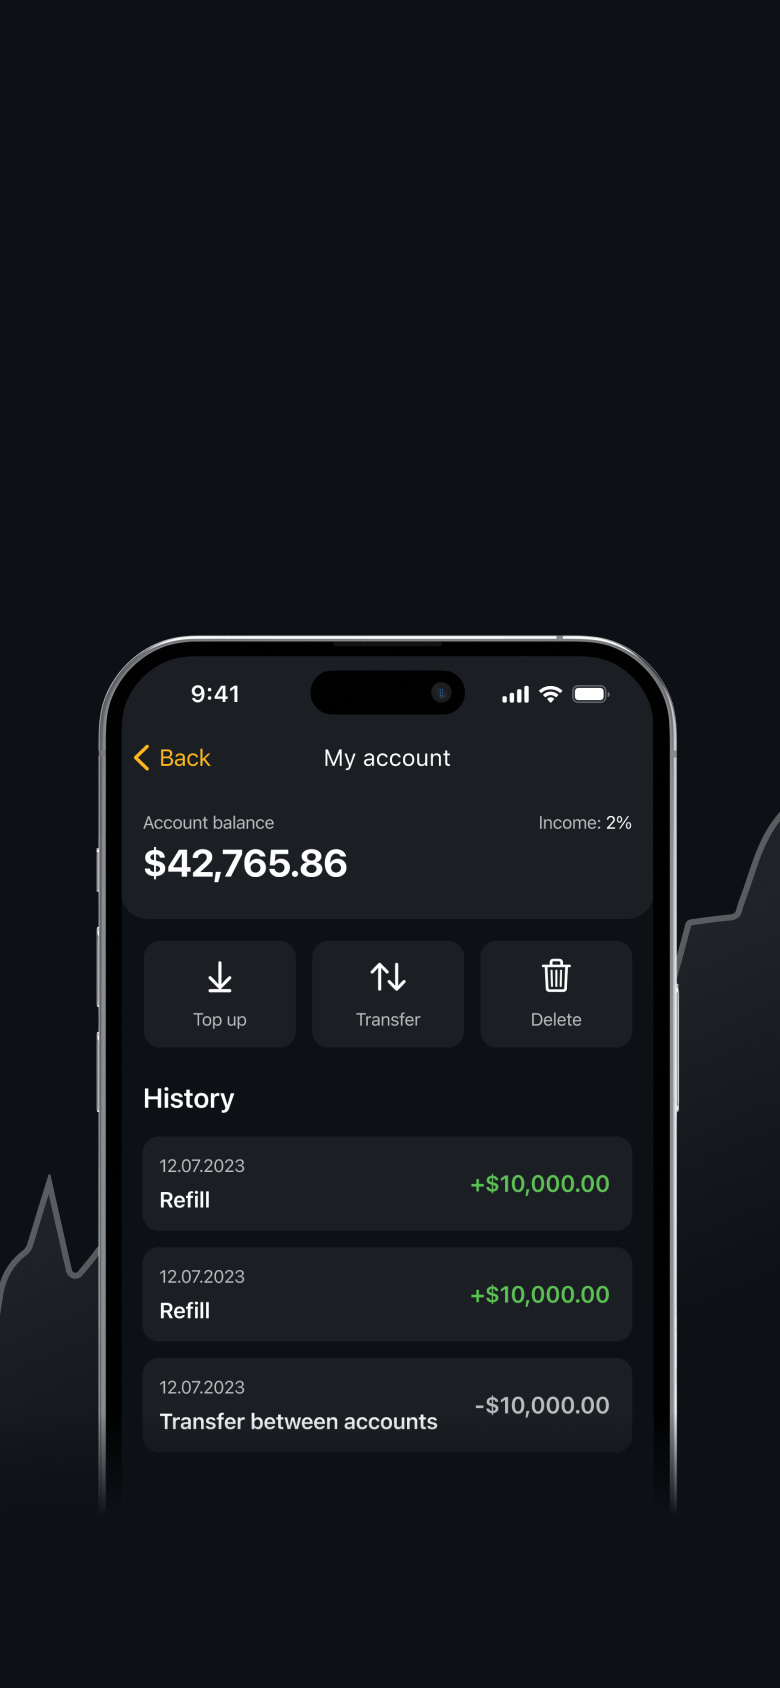 9:41
Back
My account
Account balance
Income: 2%
$42,765.86
Top up
Transfer
Delete
History
12.07.2023
Refill
+$10,000.00
12.07.2023
Refill
+$10,000.00
12.07.2023
Transfer between accounts
-$10,000.00